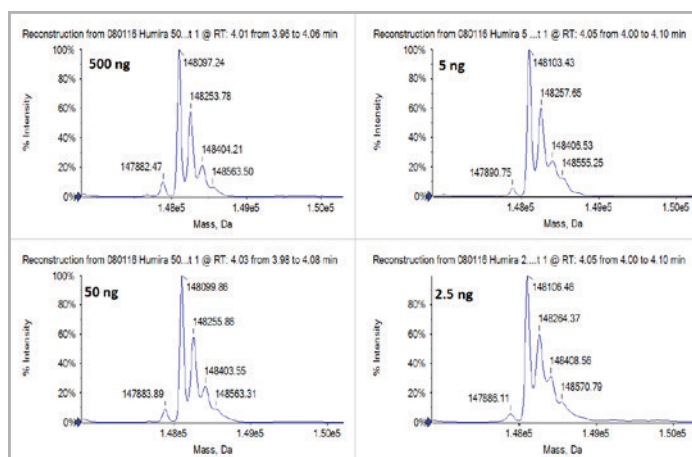 Reconstruction from 080116 Humira 50...t 1 @ RT: 4.01 from 3.96 to 4.06 min
500 ng
100%
80%
60%
40%
20%
0%
% Intensity
148097.24
148253.78
148404.21
147882.47
148563.50
1.48e5
1.49e5
1.50e5
Mass, Da
Reconstruction from 080116 Humira 5 ....t 1 @ RT: 4.05 from 4.00 to 4.10 min
5 ng
100%
80%
60%
40%
20%
0%
% Intensity
148103.43
148257.65
148406.53
148555.25
147890.75
1.48e5
1.49e5
1.50e5
Mass, Da
Reconstruction from 080116 Humira 50...t 1 @ RT: 4.03 from 3.98 to 4.08 min
50 ng
100%
80%
60%
40%
20%
0%
% Intensity
148099.86
148255.86
148403.55
147883.89
148563.31
1.48e5
1.49e5
1.50e5
Mass, Da
Reconstruction from 080116 Humira 2....t 1 @ RT: 4.05 from 4.00 to 4.10 min
2.5 ng
100%
80%
60%
40%
20%
0%
% Intensity
148106.46
148264.37
148408.56
148570.79
147888.11
1.48e5
1.49e5
1.50e5
Mass, Da